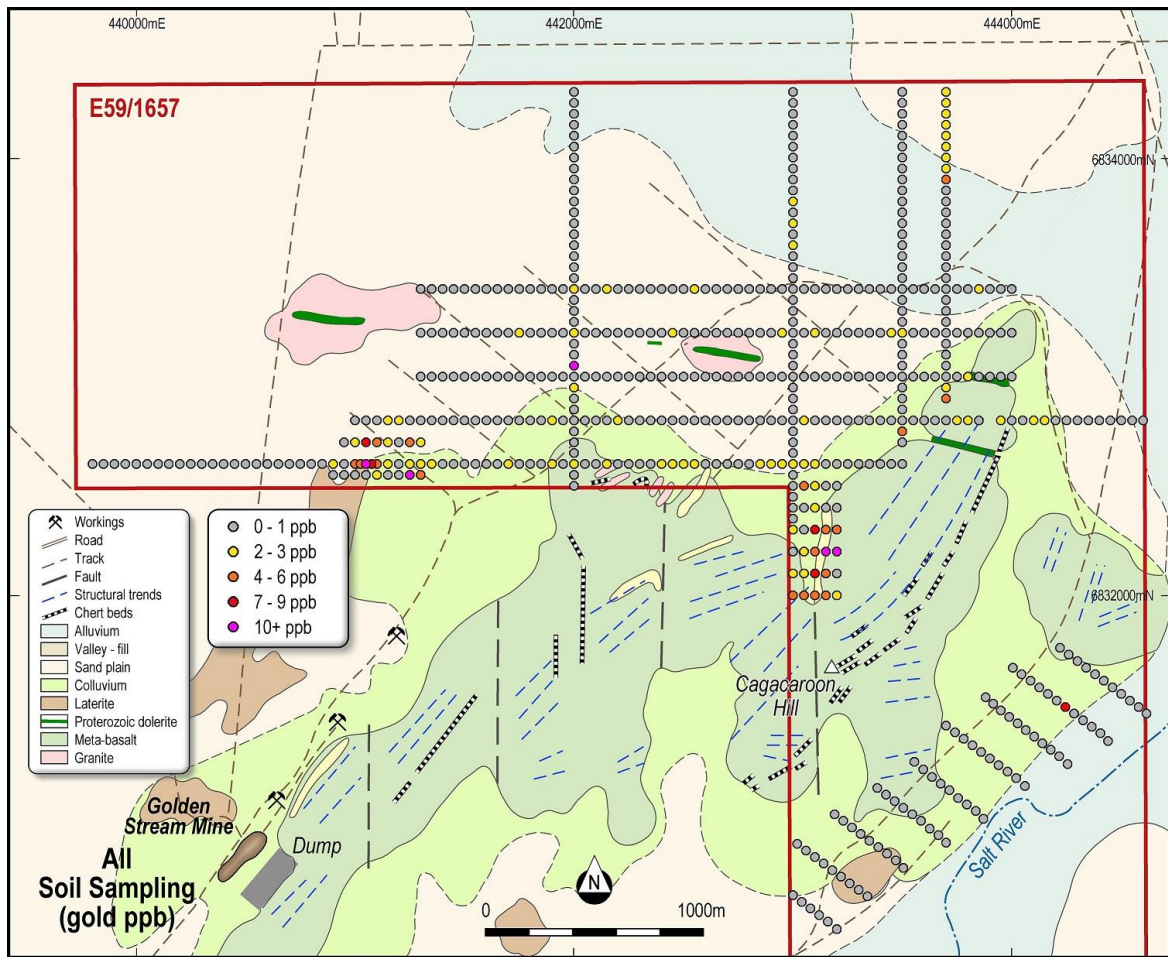 440000mE
442000mE
444000mE
E59/1657
6834000mN
Workings
Road
Track
Fault
Structural trends
Chert beds
Alluvium
Valley - fill
Sand plain
Colluvium
Laterite
Proterozoic dolerite
Meta-basalt
Granite
0 - 1 ppb
2 - 3 ppb
4 - 6 ppb
7 - 9 ppb
10+ ppb
6832000mN
Cagacaroon
Hill
Golden
Stream Mine
Dump
All
Soil Sampling
(gold ppb)
N
0
1000m
Salt River